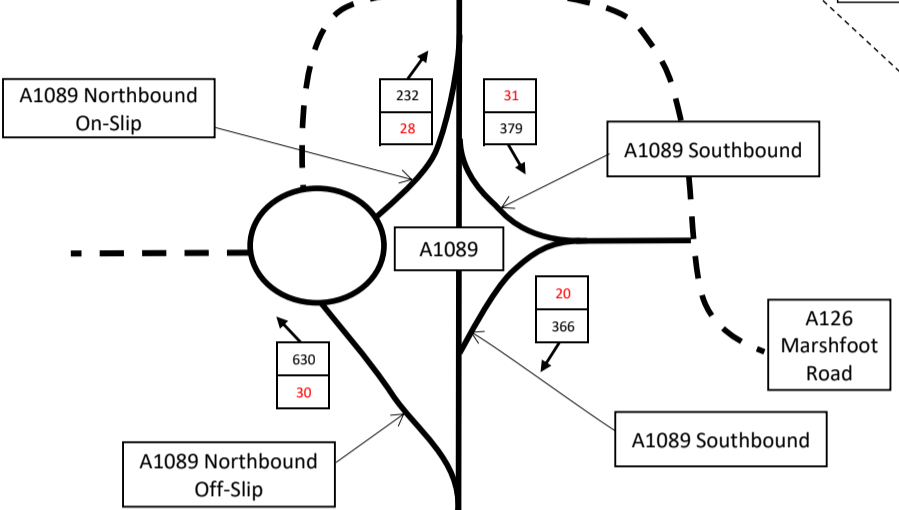 A1089 Northbound
On-Slip
232
28
31
379
A1089 Southbound
A1089
20
366
A126
Marshfoot
Road
630
30
A1089 Southbound
A1089 Northbound
Off-Slip